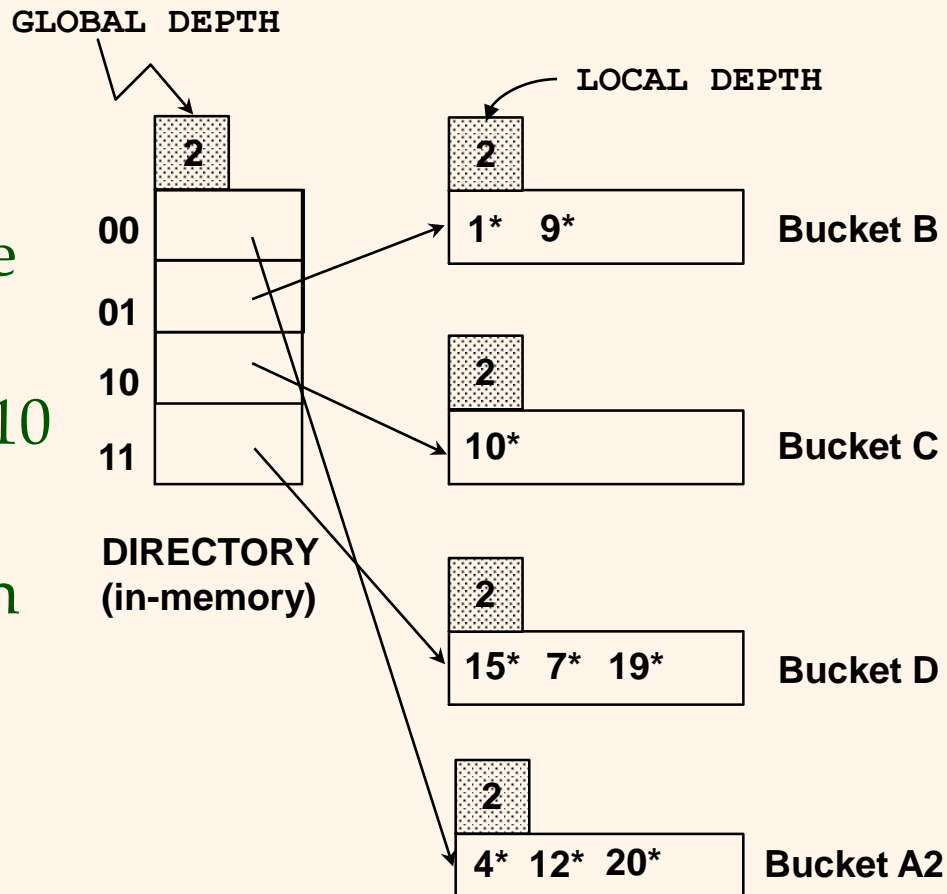 GLOBAL DEPTH
LOCAL DEPTH
2
2
00
1* 9*
Bucket B
01
2
10
10*
Bucket C
11
10
DIRECTORY
(in-memory)
2
15* 7* 19*
Bucket D
2
4* 12* 20*
Bucket A2